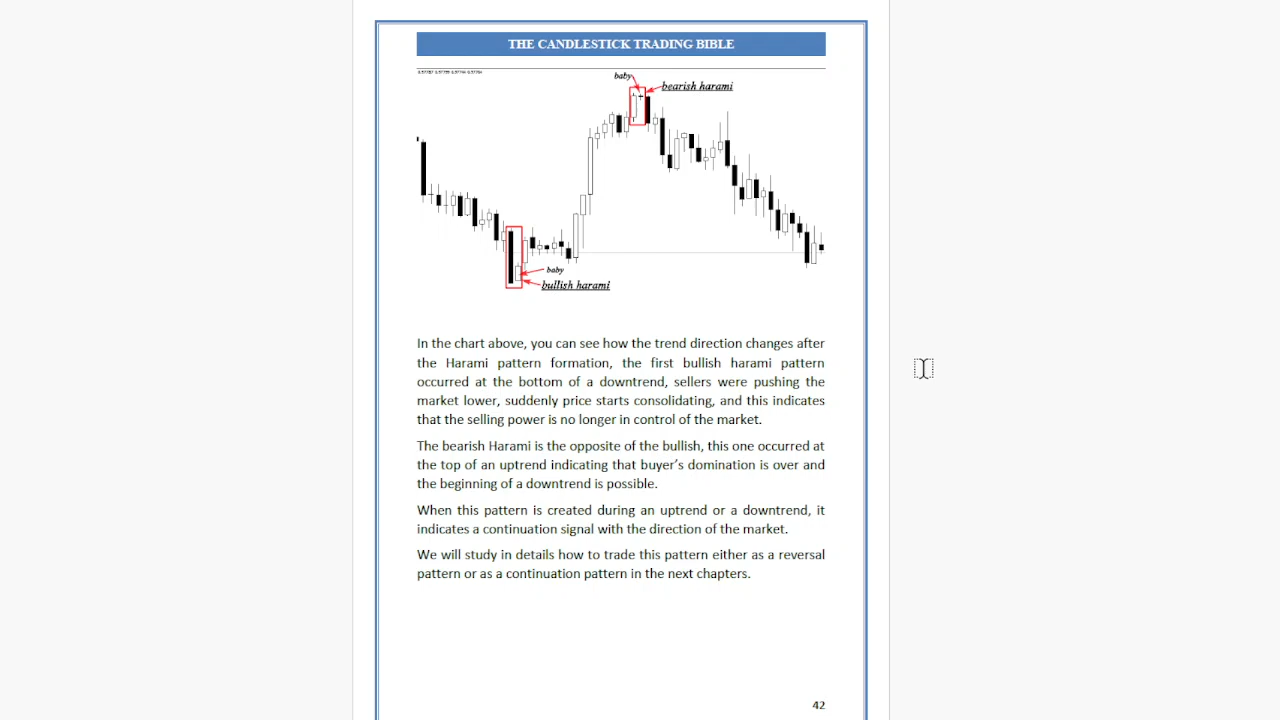 THE CANDLESTICK TRADING BIBLE
baby
bearish harami
baby
bullish harami
In the chart above, you can see how the trend direction changes after
the Harami pattern formation, the first bullish harami pattern
occurred at the bottom of a downtrend, sellers were pushing the
market lower, suddenly price starts consolidating, and this indicates
that the selling power is no longer in control of the market.
The bearish Harami is the opposite of the bullish, this one occurred at
the top of an uptrend indicating that buyer’s domination is over and
the beginning of a downtrend is possible.
When this pattern is created during an uptrend or a downtrend, it
indicates a continuation signal with the direction of the market.
We will study in details how to trade this pattern either as a reversal
pattern or as a continuation pattern in the next chapters.
42